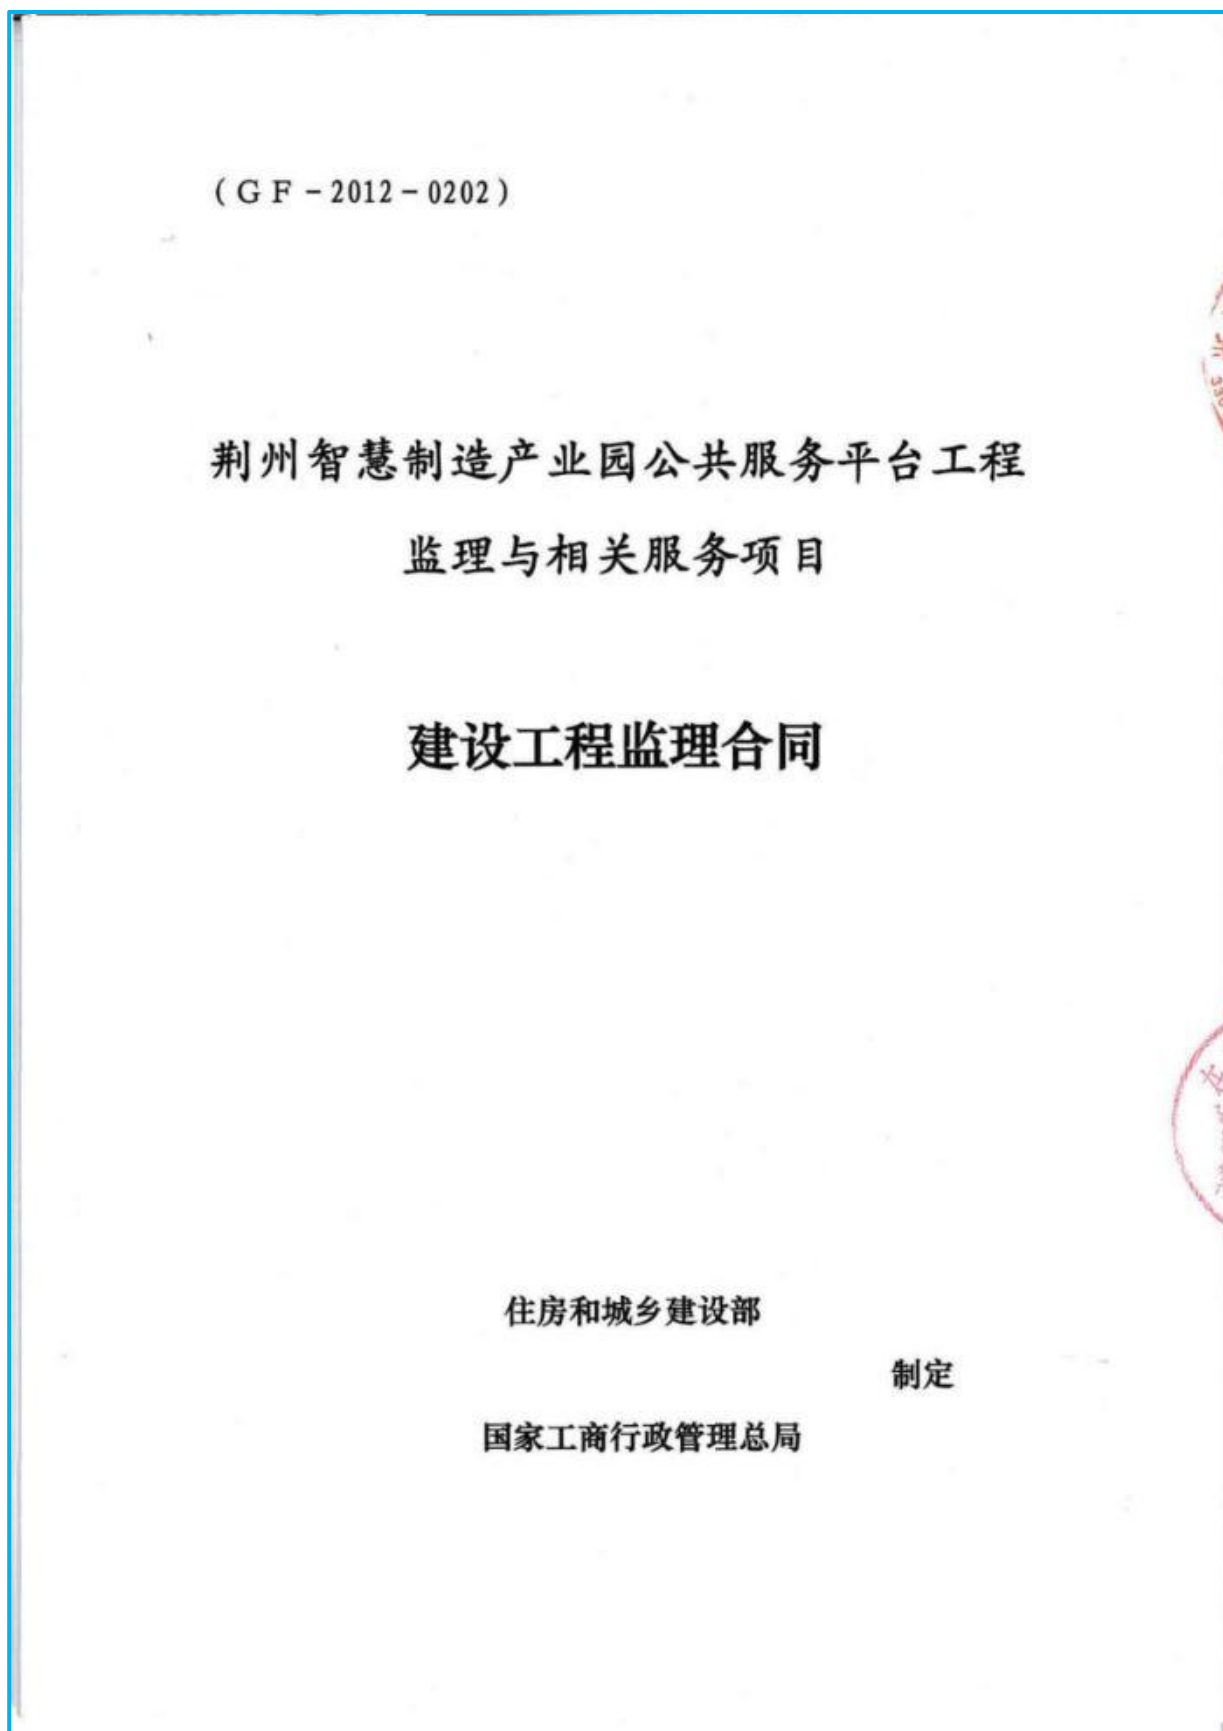 (GF-2012-0202)
荆州智慧制造产业园公共服务平台工程
监理与相关服务项目
建设工程监理合同
住房和城乡建设部
制定
国家工商行政管理总局